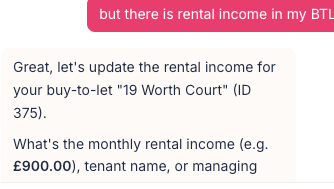 but there is rental income in my BTL
Great, let's update the rental income for
your buy-to-let "19 Worth Court" (ID
375).
What's the monthly rental income (e.g.
£900.00), tenant name, or managing